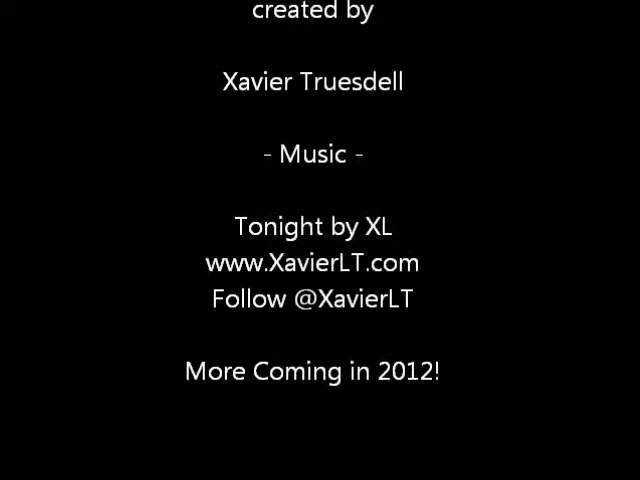 created by
Xavier Truesdell
- Music -
Tonight by XL
www.XavierLT.com
Follow @XavierLT
More Coming in 2012!